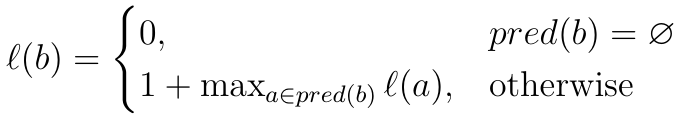 ℓ(b) = { 0, pred(b) = ∅
1 + max_{a∈pred(b)} ℓ(a), otherwise